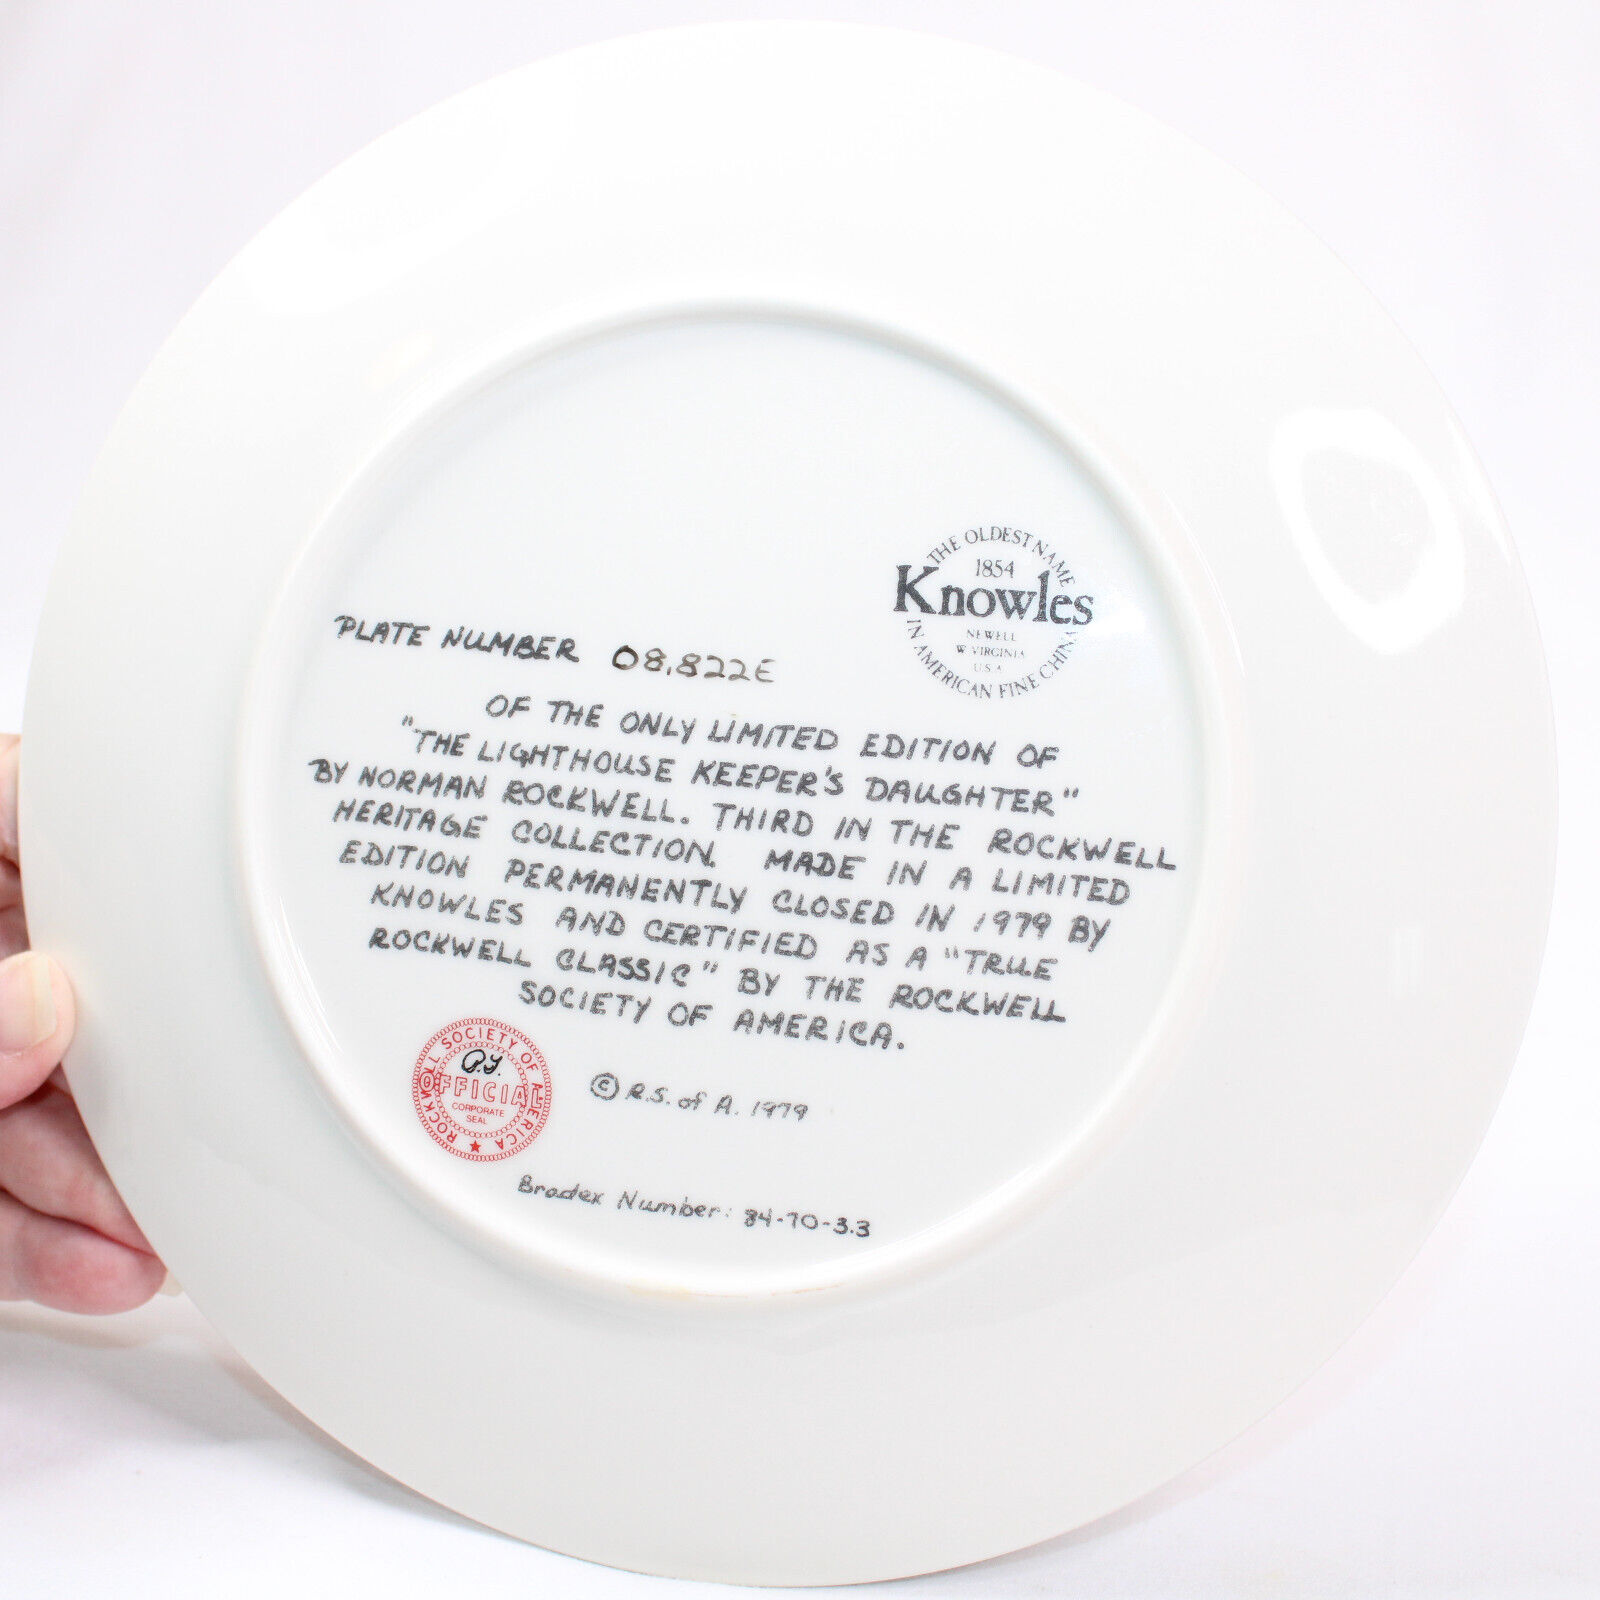 THE OLDEST NAME
1854
Knowles
NEWELL
W VIRGINIA
U.S.A
IN AMERICAN FINE CHINA
PLATE NUMBER 08,822E
OF THE ONLY LIMITED EDITION OF
"THE LIGHTHOUSE KEEPER'S DAUGHTER"
BY NORMAN ROCKWELL. THIRD IN THE ROCKWELL
HERITAGE COLLECTION. MADE IN A LIMITED
EDITION PERMANENTLY CLOSED IN 1979 BY
KNOWLES AND CERTIFIED AS A "TRUE
ROCKWELL CLASSIC" BY THE ROCKWELL
SOCIETY OF AMERICA.
ROCKWELL SOCIETY OF AMERICA
P.J.
OFFICIAL
CORPORATE
SEAL
© R.S. of A. 1979
Bradex Number: 84-70-3.3